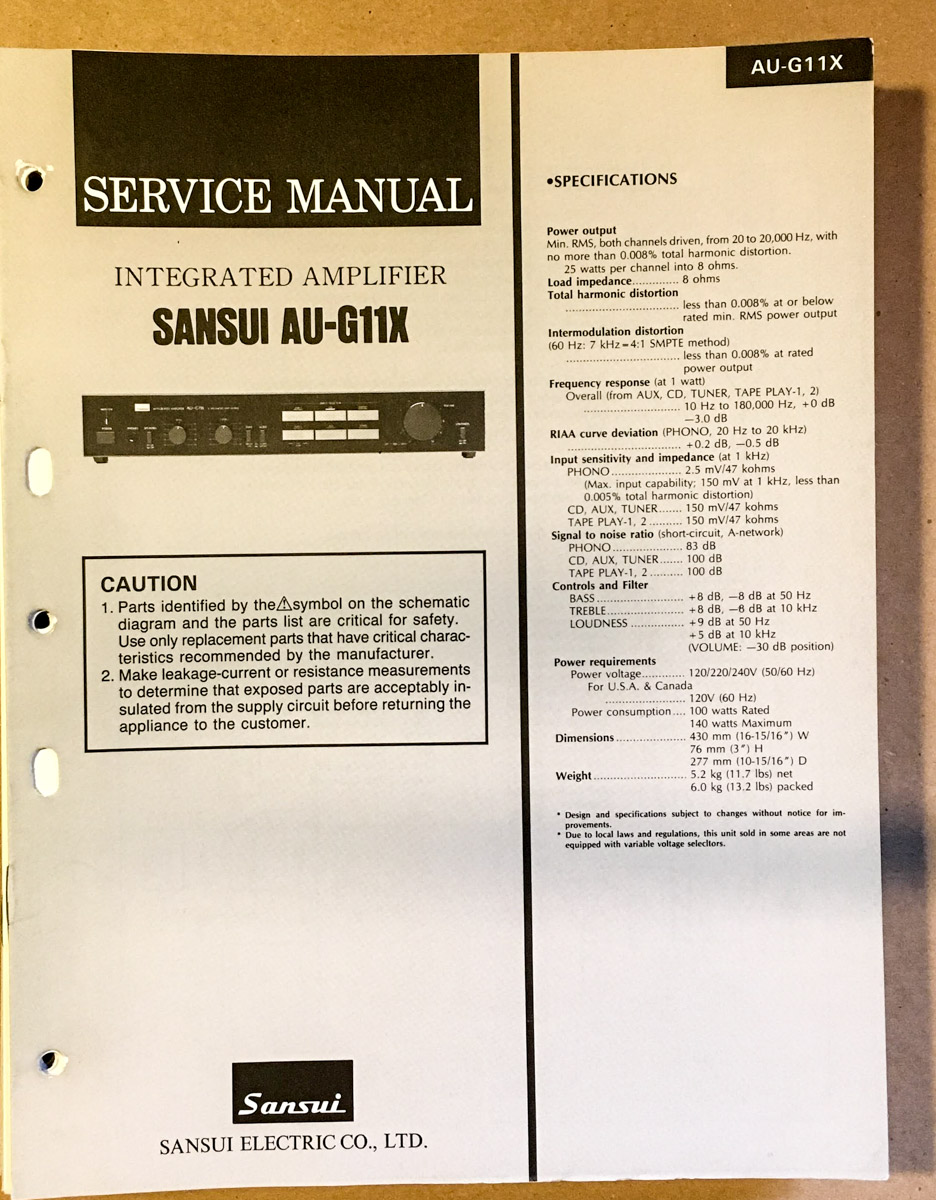 SERVICE MANUAL
INTEGRATED AMPLIFIER
SANSUI AU-G11X
CAUTION
1. Parts identified by the⚠symbol on the schematic
diagram and the parts list are critical for safety.
Use only replacement parts that have critical charac-
teristics recommended by the manufacturer.
2. Make leakage-current or resistance measurements
to determine that exposed parts are acceptably in-
sulated from the supply circuit before returning the
appliance to the customer.
Sansui
SANSUI ELECTRIC CO., LTD.
AU-G11X
•SPECIFICATIONS
Power output
Min. RMS, both channels driven, from 20 to 20,000 Hz, with
no more than 0.008% total harmonic distortion.
25 watts per channel into 8 ohms.
Load impedance............. 8 ohms
Total harmonic distortion
................................ less than 0.008% at or below
rated min. RMS power output
Intermodulation distortion
(60 Hz: 7 kHz=4:1 SMPTE method)
................................ less than 0.008% at rated
power output
Frequency response (at 1 watt)
Overall (from AUX, CD, TUNER, TAPE PLAY-1, 2)
........................... 10 Hz to 180,000 Hz, +0 dB
−3.0 dB
RIAA curve deviation (PHONO, 20 Hz to 20 kHz)
................................ +0.2 dB, −0.5 dB
Input sensitivity and impedance (at 1 kHz)
PHONO.................... 2.5 mV/47 kohms
(Max. input capability; 150 mV at 1 kHz, less than
0.005% total harmonic distortion)
CD, AUX, TUNER....... 150 mV/47 kohms
TAPE PLAY-1, 2.......... 150 mV/47 kohms
Signal to noise ratio (short-circuit, A-network)
PHONO.................... 83 dB
CD, AUX, TUNER....... 100 dB
TAPE PLAY-1, 2.......... 100 dB
Controls and Filter
BASS......................... +8 dB, −8 dB at 50 Hz
TREBLE...................... +8 dB, −8 dB at 10 kHz
LOUDNESS ............... +9 dB at 50 Hz
+5 dB at 10 kHz
(VOLUME: −30 dB position)
Power requirements
Power voltage............ 120/220/240V (50/60 Hz)
For U.S.A. & Canada
....................... 120V (60 Hz)
Power consumption.... 100 watts Rated
140 watts Maximum
Dimensions.................... 430 mm (16-15/16″) W
76 mm (3″) H
277 mm (10-15/16″) D
Weight........................... 5.2 kg (11.7 lbs) net
6.0 kg (13.2 lbs) packed
* Design and specifications subject to changes without notice for im-
provements.
* Due to local laws and regulations, this unit sold in some areas are not
equipped with variable voltage selecltors.